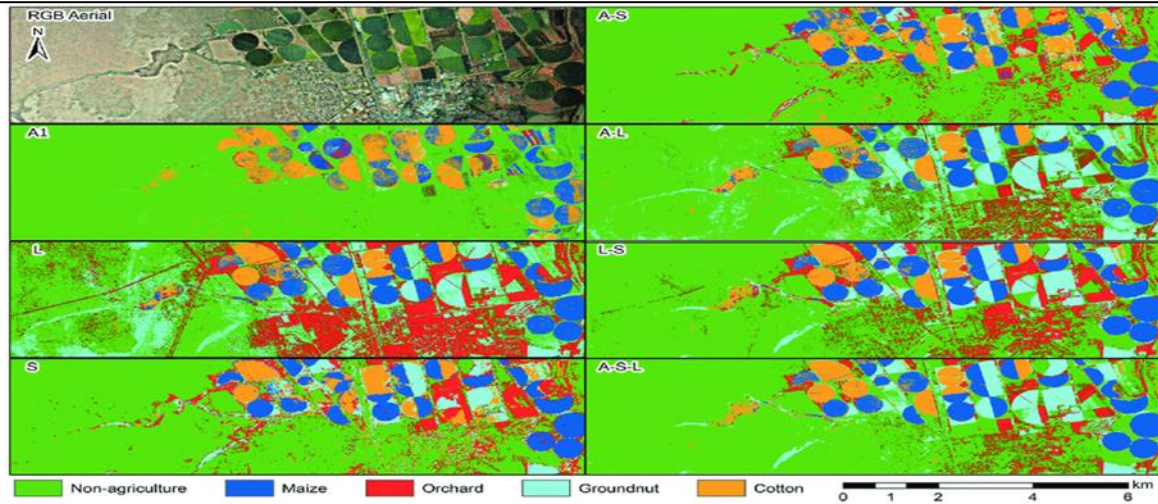 RGB Aerial
N
A-S
A1
A-L
L
L-S
S
A-S-L
Non-agriculture Maize Orchard Groundnut Cotton
0 1 2 4 6 km